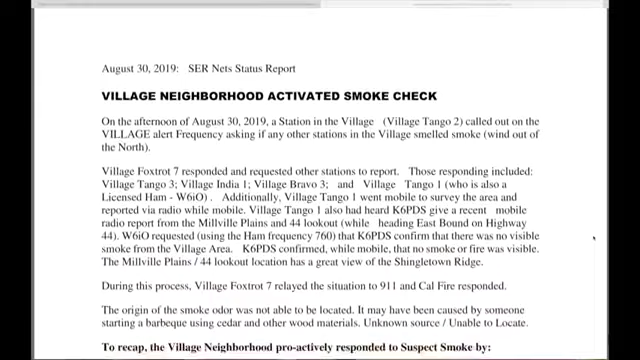 August 30, 2019: SER Nets Status Report
VILLAGE NEIGHBORHOOD ACTIVATED SMOKE CHECK
On the afternoon of August 30, 2019, a Station in the Village (Village Tango 2) called out on the
VILLAGE alert Frequency asking if any other stations in the Village smelled smoke (wind out of
the North).
Village Foxtrot 7 responded and requested other stations to report. Those responding included:
Village Tango 3; Village India 1; Village Bravo 3; and Village Tango 1 (who is also a
Licensed Ham - W6iO) . Additionally, Village Tango 1 went mobile to survey the area and
reported via radio while mobile. Village Tango 1 also had heard K6PDS give a recent mobile
radio report from the Millville Plains and 44 lookout (while heading East Bound on Highway
44). W6iO requested (using the Ham frequency 760) that K6PDS confirm that there was no visible
smoke from the Village Area. K6PDS confirmed, while mobile, that no smoke or fire was visible.
The Millville Plains / 44 lookout location has a great view of the Shingletown Ridge.
During this process, Village Foxtrot 7 relayed the situation to 911 and Cal Fire responded.
The origin of the smoke odor was not able to be located. It may have been caused by someone
starting a barbeque using cedar and other wood materials. Unknown source / Unable to Locate.
To recap, the Village Neighborhood pro-actively responded to Suspect Smoke by: